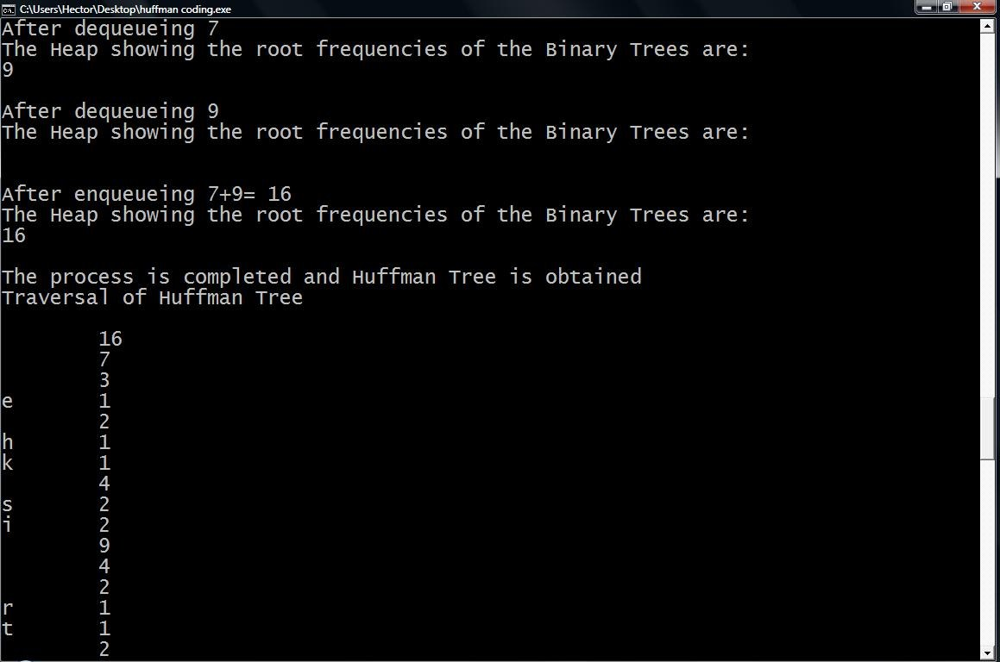 C:\Users\Hector\Desktop\huffman coding.exe
After dequeueing 7
The Heap showing the root frequencies of the Binary Trees are:
9
After dequeueing 9
The Heap showing the root frequencies of the Binary Trees are:
After enqueueing 7+9= 16
The Heap showing the root frequencies of the Binary Trees are:
16
The process is completed and Huffman Tree is obtained
Traversal of Huffman Tree
16
7
3
e 1
2
h 1
k 1
4
s 2
i 2
9
4
2
r 1
t 1
2